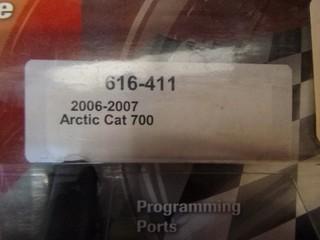 e
616-411
2006-2007
Arctic Cat 700
Programming
Ports